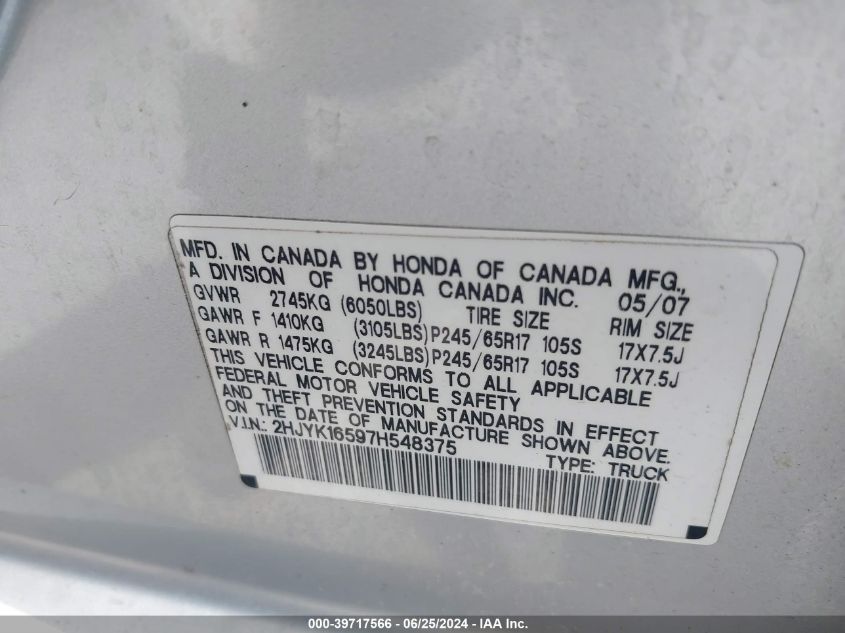 MFD. IN CANADA BY HONDA OF CANADA MFG.,
A DIVISION OF HONDA CANADA INC. 05/07
GVWR 2745KG (6050LBS) TIRE SIZE RIM SIZE
GAWR F 1410KG (3105LBS) P245/65R17 105S 17X7.5J
GAWR R 1475KG (3245LBS) P245/65R17 105S 17X7.5J
THIS VEHICLE CONFORMS TO ALL APPLICABLE
FEDERAL MOTOR VEHICLE SAFETY
AND THEFT PREVENTION STANDARDS IN EFFECT
ON THE DATE OF MANUFACTURE SHOWN ABOVE.
V.I.N.: 2HJYK16597H548375 TYPE: TRUCK
000-39717566 - 06/25/2024 - IAA Inc.